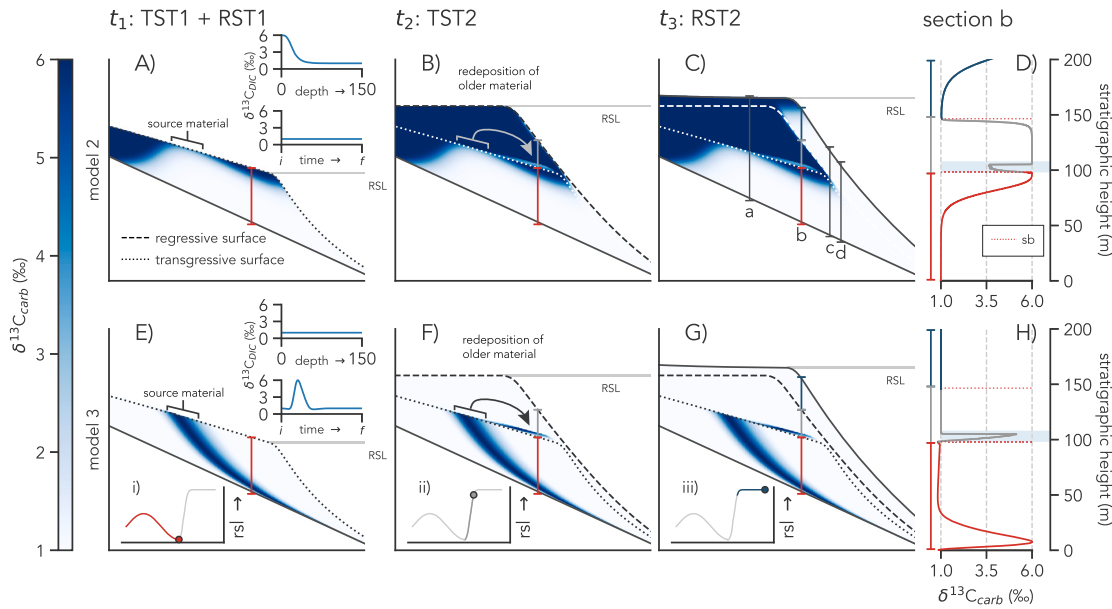 t₁: TST1 + RST1
t₂: TST2
t₃: RST2
section b
A)
δ¹³C_DIC (‰)
6
3
0
0
depth →
150
6
3
0
i
time →
f
source material
RSL
regressive surface
transgressive surface
model 2
B)
redeposition of
older material
RSL
C)
RSL
a
b
c
d
D)
sb
1.0
3.5
6.0
200
150
100
50
0
stratigraphic height (m)
6
5
4
3
2
1
δ¹³C_carb (‰)
model 3
E)
δ¹³C_DIC (‰)
6
3
0
0
depth →
150
6
3
0
i
time →
f
source material
RSL
i)
rsl →
F)
redeposition of
older material
RSL
ii)
rsl →
G)
RSL
iii)
rsl →
H)
1.0
3.5
6.0
δ¹³C_carb (‰)
200
150
100
50
0
stratigraphic height (m)